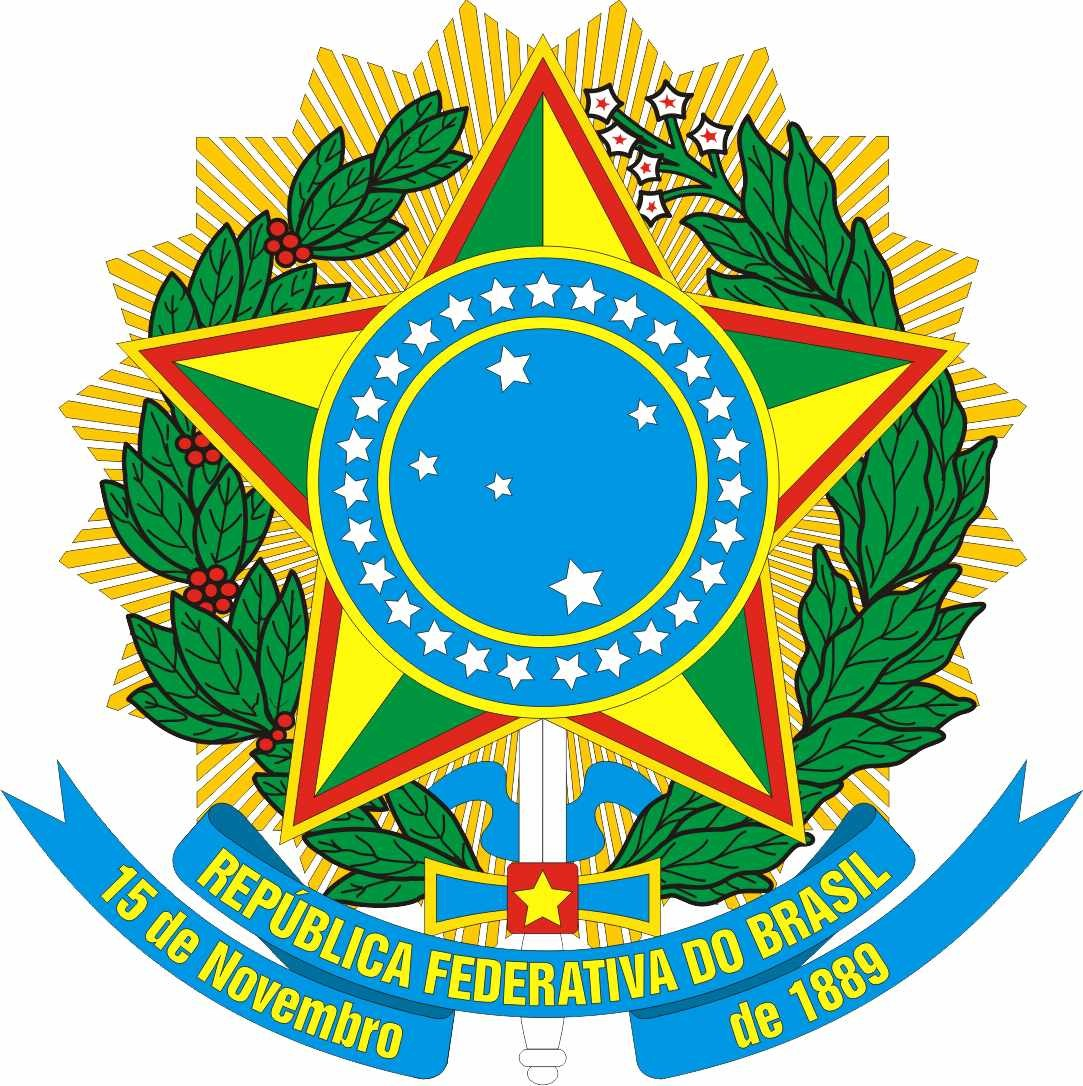 REPÚBLICA FEDERATIVA DO BRASIL
15 de Novembro
de 1889